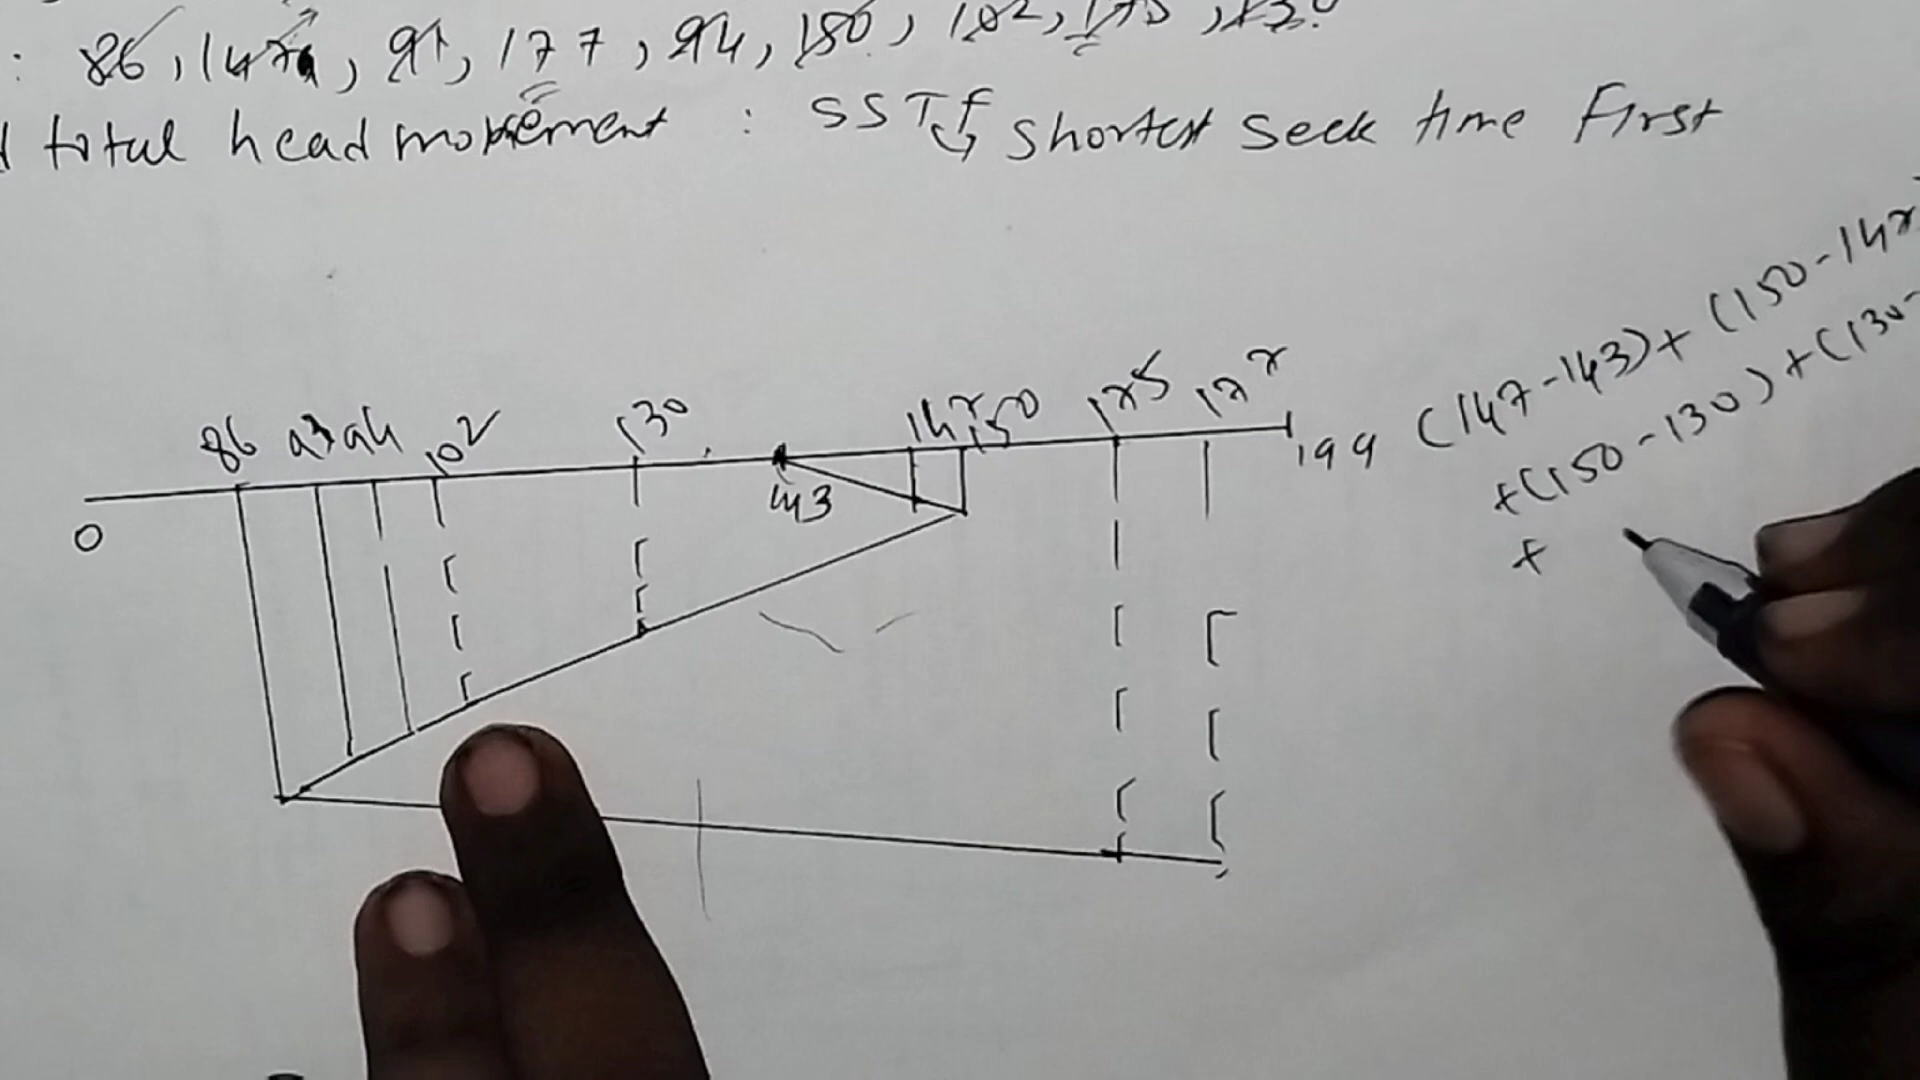 : 86, 147, 91, 177, 94, 150, 102, 175, 130
total head movement : SSTF shortest seek time First
86 91 94 102 130 147 150 175 177
0 143 199
(147-143)+(150-147
+(150-130)+(130-
+